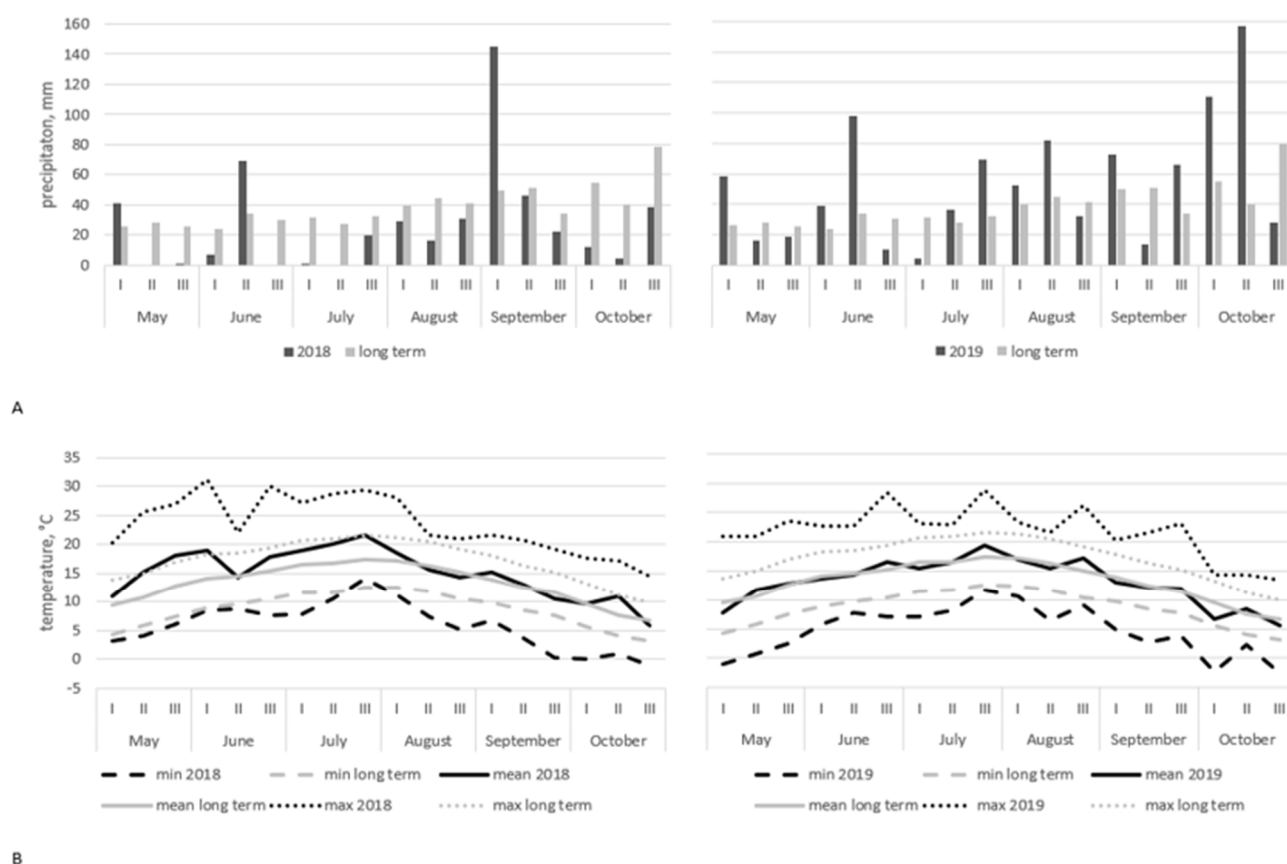 160
140
120
100
80
60
40
20
0
precipitaton, mm
I II III I II III I II III I II III I II III I II III
May June July August September October
2018 long term
I II III I II III I II III I II III I II III I II III
May June July August September October
2019 long term
A
35
30
25
20
15
10
5
0
-5
temperature, °C
I II III I II III I II III I II III I II III I II III
May June July August September October
min 2018 min long term mean 2018
mean long term max 2018 max long term
I II III I II III I II III I II III I II III I II III
May June July August September October
min 2019 min long term mean 2019
mean long term max 2019 max long term
B